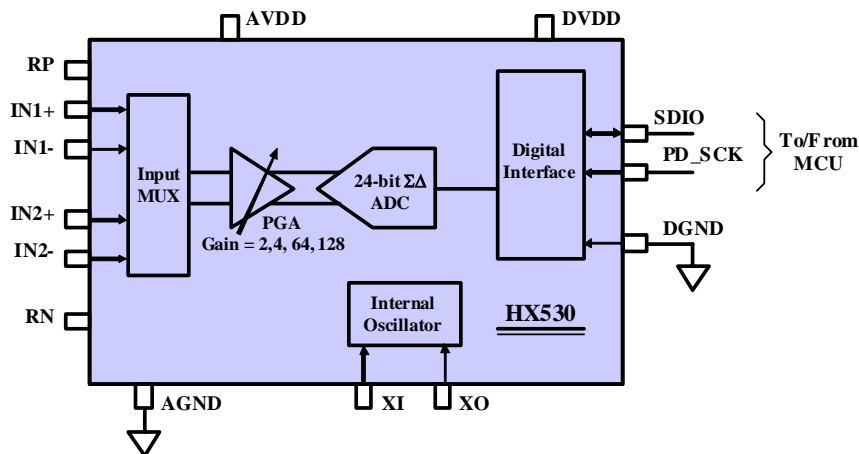 AVDD
DVDD
RP
IN1+
IN1-
IN2+
IN2-
RN
Input
MUX
PGA
Gain = 2,4, 64, 128
24-bit ΣΔ
ADC
Digital
Interface
SDIO
PD_SCK
To/From
MCU
DGND
Internal
Oscillator
HX530
AGND
XI
XO